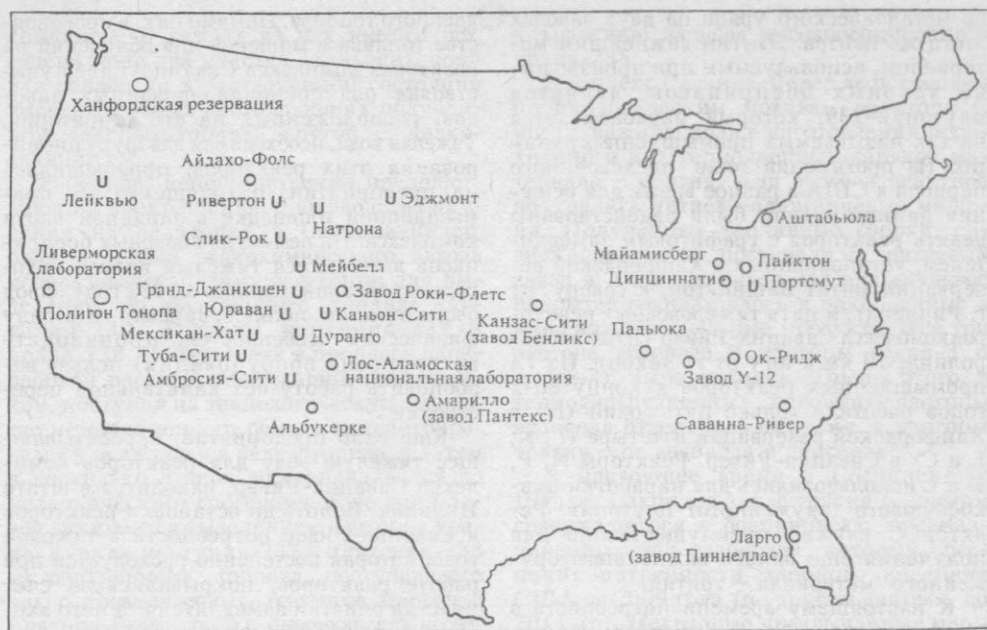 Ханфордская резервация
Айдахо-Фолс
U
Лейквью
Ривертон U
U
U Эджмонт
Натрона
Слик-Рок U
Аштабьюла
Ливерморская
лаборатория
U Мейбелл
Майамисберг
Пайктон
Гранд-Джанкшен U
Завод Роки-Флетс
Цинциннати
U
Портсмут
Полигон Тонопа
Юраван U
U Каньон-Сити
Канзас-Сити
(завод Бендикс)
Падьюка
Мексикан-Хат U
U Дуранго
Туба-Сити U
Ок-Ридж
Завод Y-12
Лос-Аламоская
национальная лаборатория
Амбросия-Сити U
Амарилло
(завод Пантекс)
Альбукерке
Саванна-Ривер
Ларго
(завод Пиннеллас)